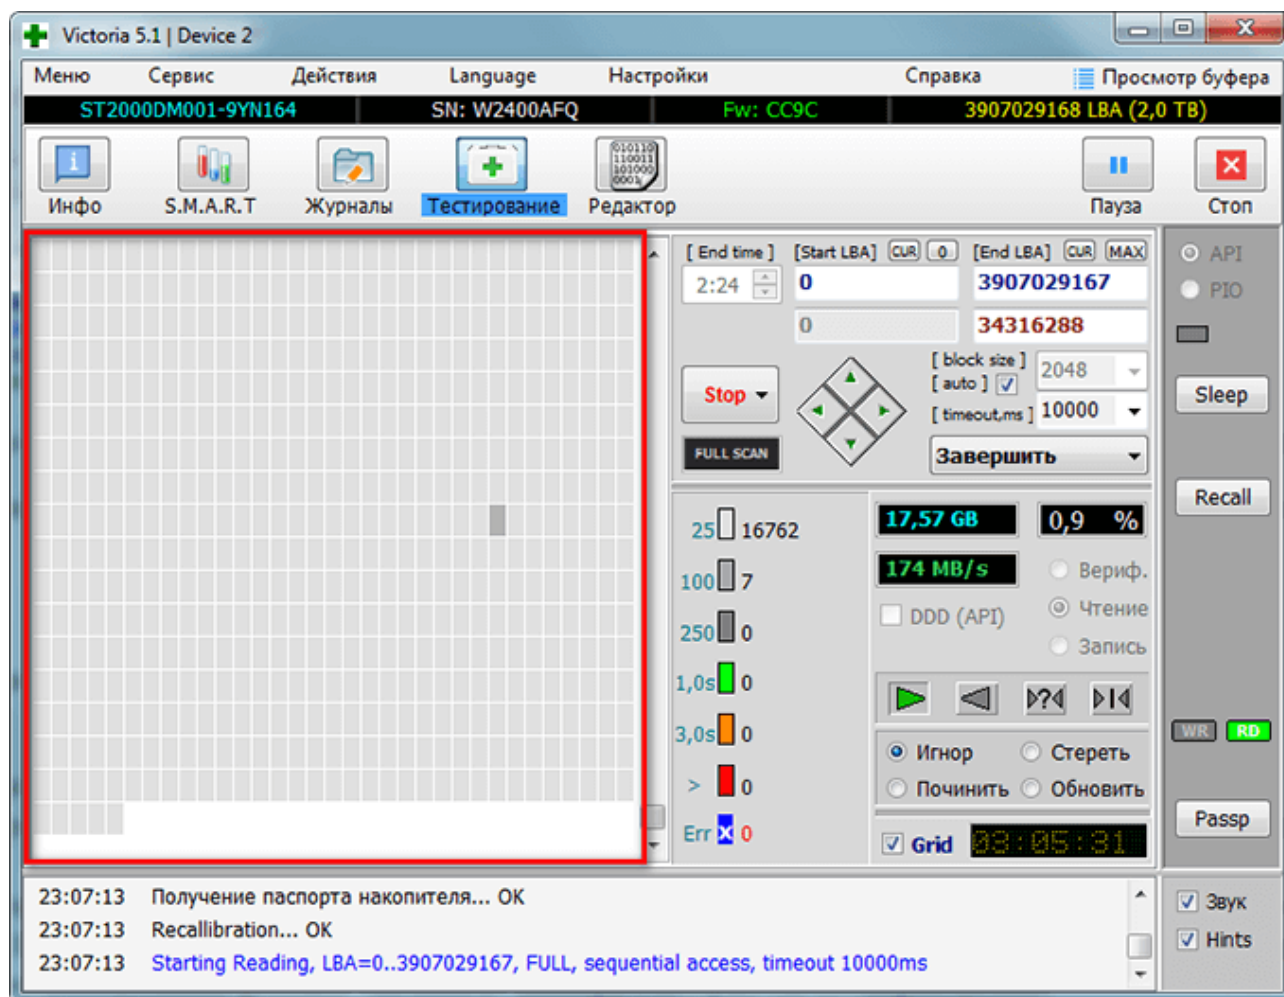 Victoria 5.1 | Device 2
Меню Сервис Действия Language Настройки Справка Просмотр буфера
ST2000DM001-9YN164 SN: W2400AFQ Fw: CC9C 3907029168 LBA (2,0 TB)
010110
110011
101000
0001
Инфо S.M.A.R.T Журналы Тестирование Редактор Пауза Стоп
[ End time ] [Start LBA] CUR 0 [End LBA] CUR MAX
2:24 0 3907029167
0 34316288
[ block size ] 2048
[ auto ]
[ timeout,ms ] 10000
Stop
FULL SCAN
Завершить
25 16762
100 7
250 0
1,0s 0
3,0s 0
> 0
Err x 0
17,57 GB 0,9 %
174 MB/s Вериф.
DDD (API) Чтение
Запись
?
Игнор Стереть
Починить Обновить
Grid 03:05:31
API
PIO
Sleep
Recall
WR RD
Passp
23:07:13 Получение паспорта накопителя... OK
23:07:13 Recallibration... OK
23:07:13 Starting Reading, LBA=0..3907029167, FULL, sequential access, timeout 10000ms
Звук
Hints